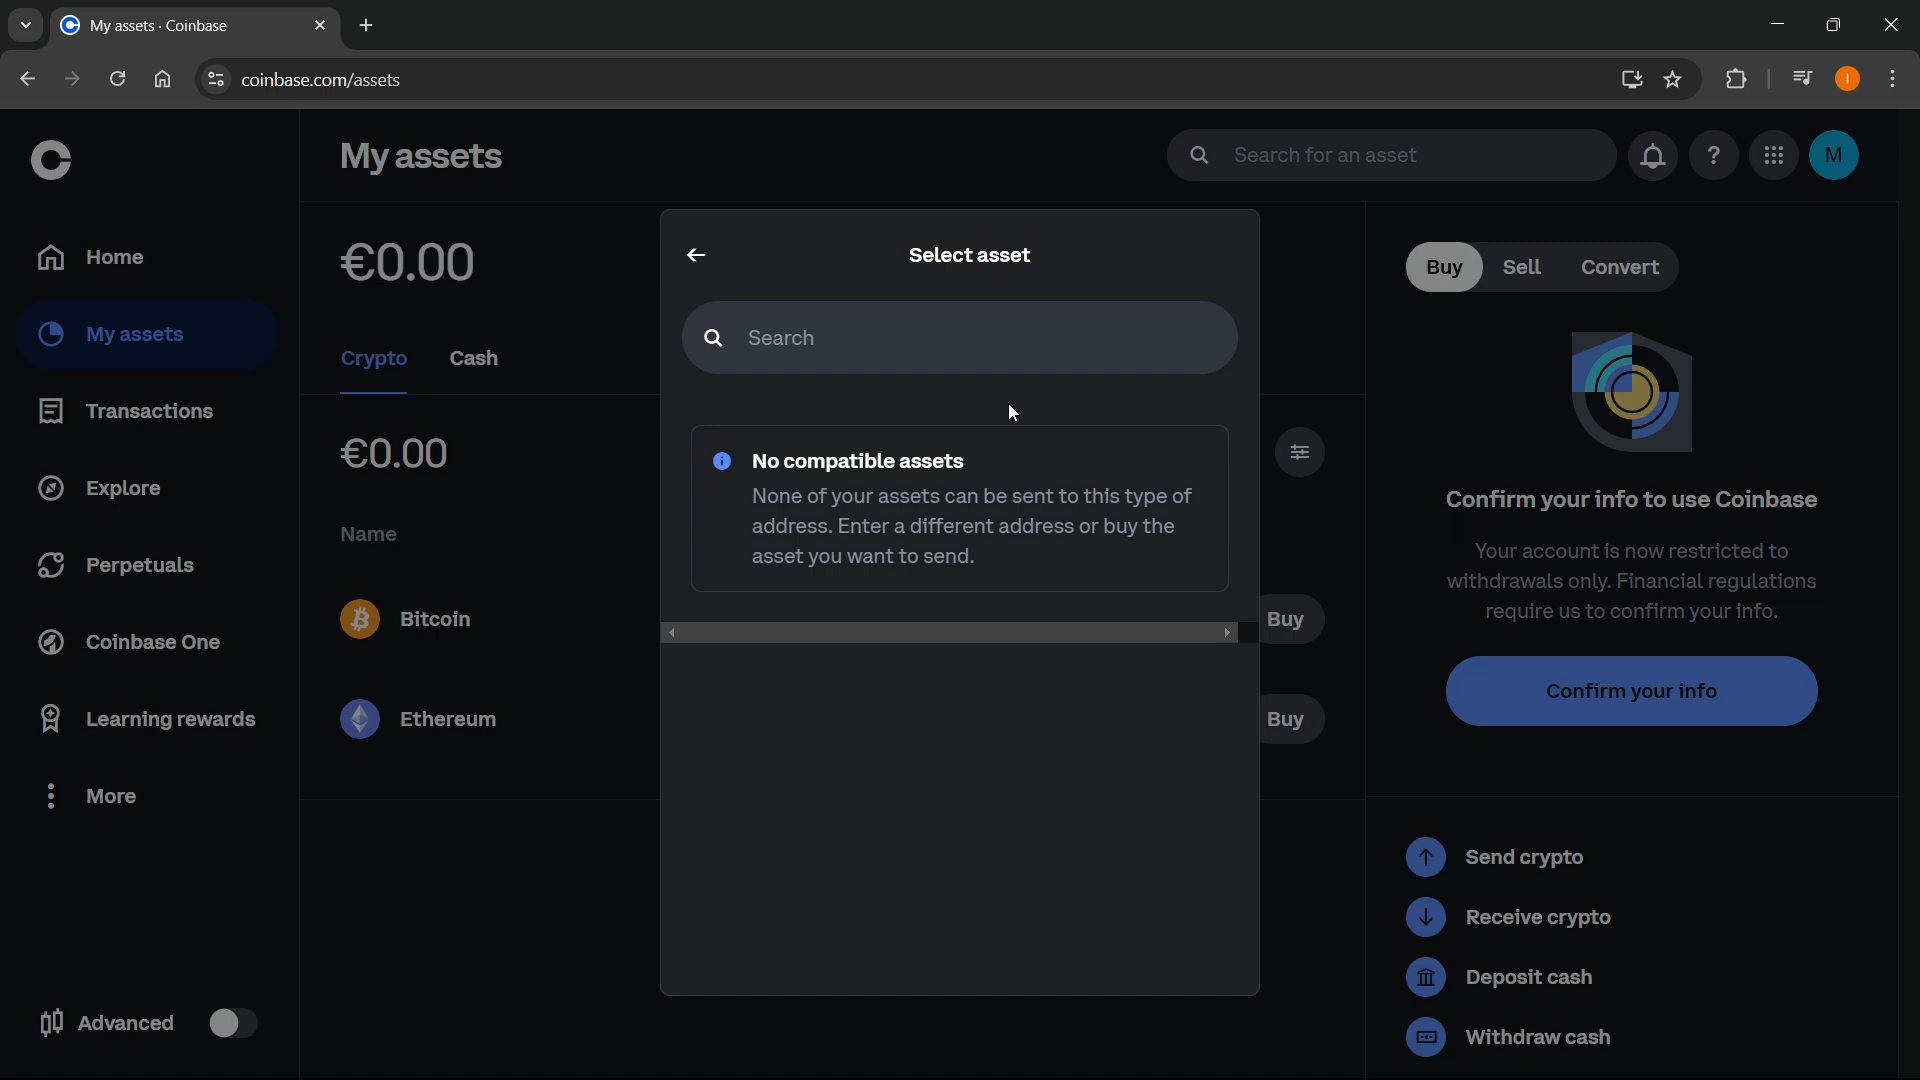 My assets · Coinbase
coinbase.com/assets
I
My assets
Search for an asset
?
M
Home
My assets
Transactions
Explore
Perpetuals
Coinbase One
Learning rewards
More
Advanced
€0.00
Crypto
Cash
€0.00
Name
Bitcoin
Buy
Ethereum
Buy
Select asset
Search
No compatible assets
None of your assets can be sent to this type of
address. Enter a different address or buy the
asset you want to send.
Buy
Sell
Convert
Confirm your info to use Coinbase
Your account is now restricted to
withdrawals only. Financial regulations
require us to confirm your info.
Confirm your info
Send crypto
Receive crypto
Deposit cash
Withdraw cash